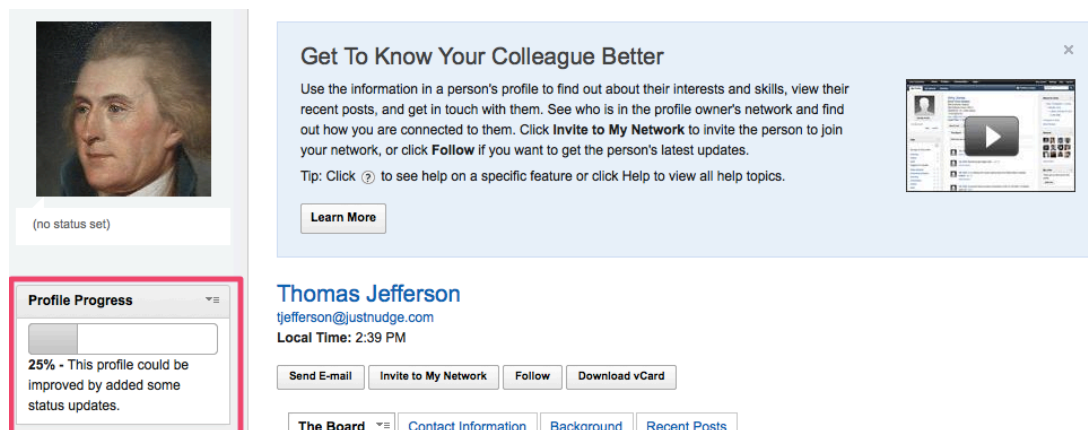 (no status set)
Profile Progress
25% - This profile could be
improved by added some
status updates.
Get To Know Your Colleague Better
Use the information in a person's profile to find out about their interests and skills, view their
recent posts, and get in touch with them. See who is in the profile owner's network and find
out how you are connected to them. Click Invite to My Network to invite the person to join
your network, or click Follow if you want to get the person's latest updates.
Tip: Click ? to see help on a specific feature or click Help to view all help topics.
Learn More
Thomas Jefferson
tjefferson@justnudge.com
Local Time: 2:39 PM
Send E-mail Invite to My Network Follow Download vCard
The Board Contact Information Background Recent Posts